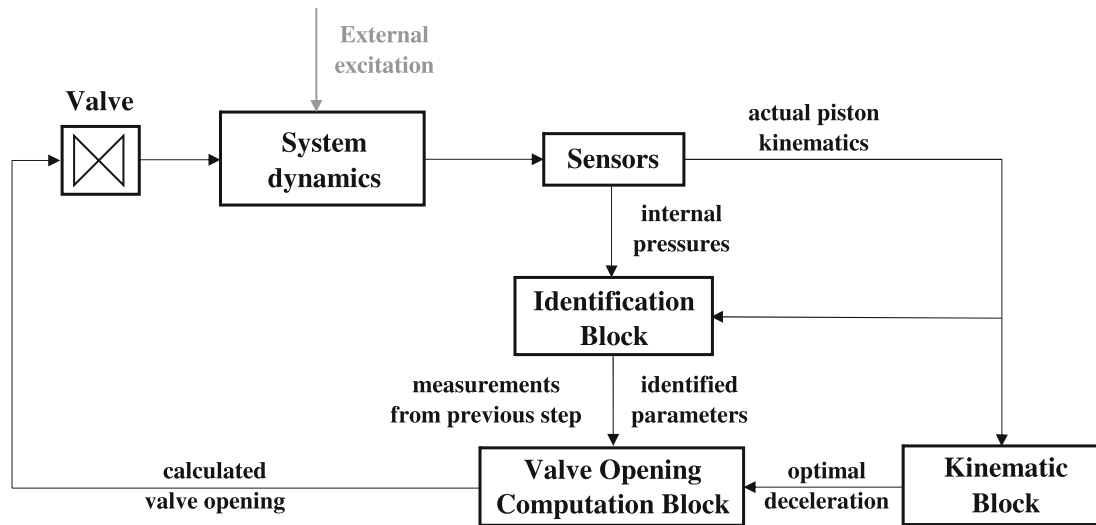 External
excitation
Valve
System
dynamics
Sensors
actual piston
kinematics
internal
pressures
Identification
Block
measurements
from previous step
identified
parameters
calculated
valve opening
Valve Opening
Computation Block
optimal
deceleration
Kinematic
Block